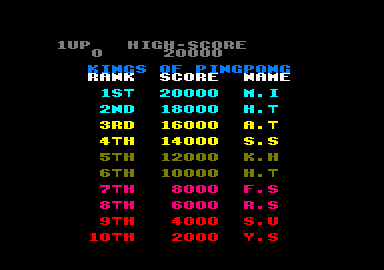 1UP HIGH-SCORE
0 20000
KINGS OF PINGPONG
RANK SCORE NAME
1ST 20000 M.I
2ND 18000 H.T
3RD 16000 A.T
4TH 14000 S.S
5TH 12000 K.H
6TH 10000 H.T
7TH 8000 F.S
8TH 6000 R.S
9TH 4000 S.U
10TH 2000 Y.S